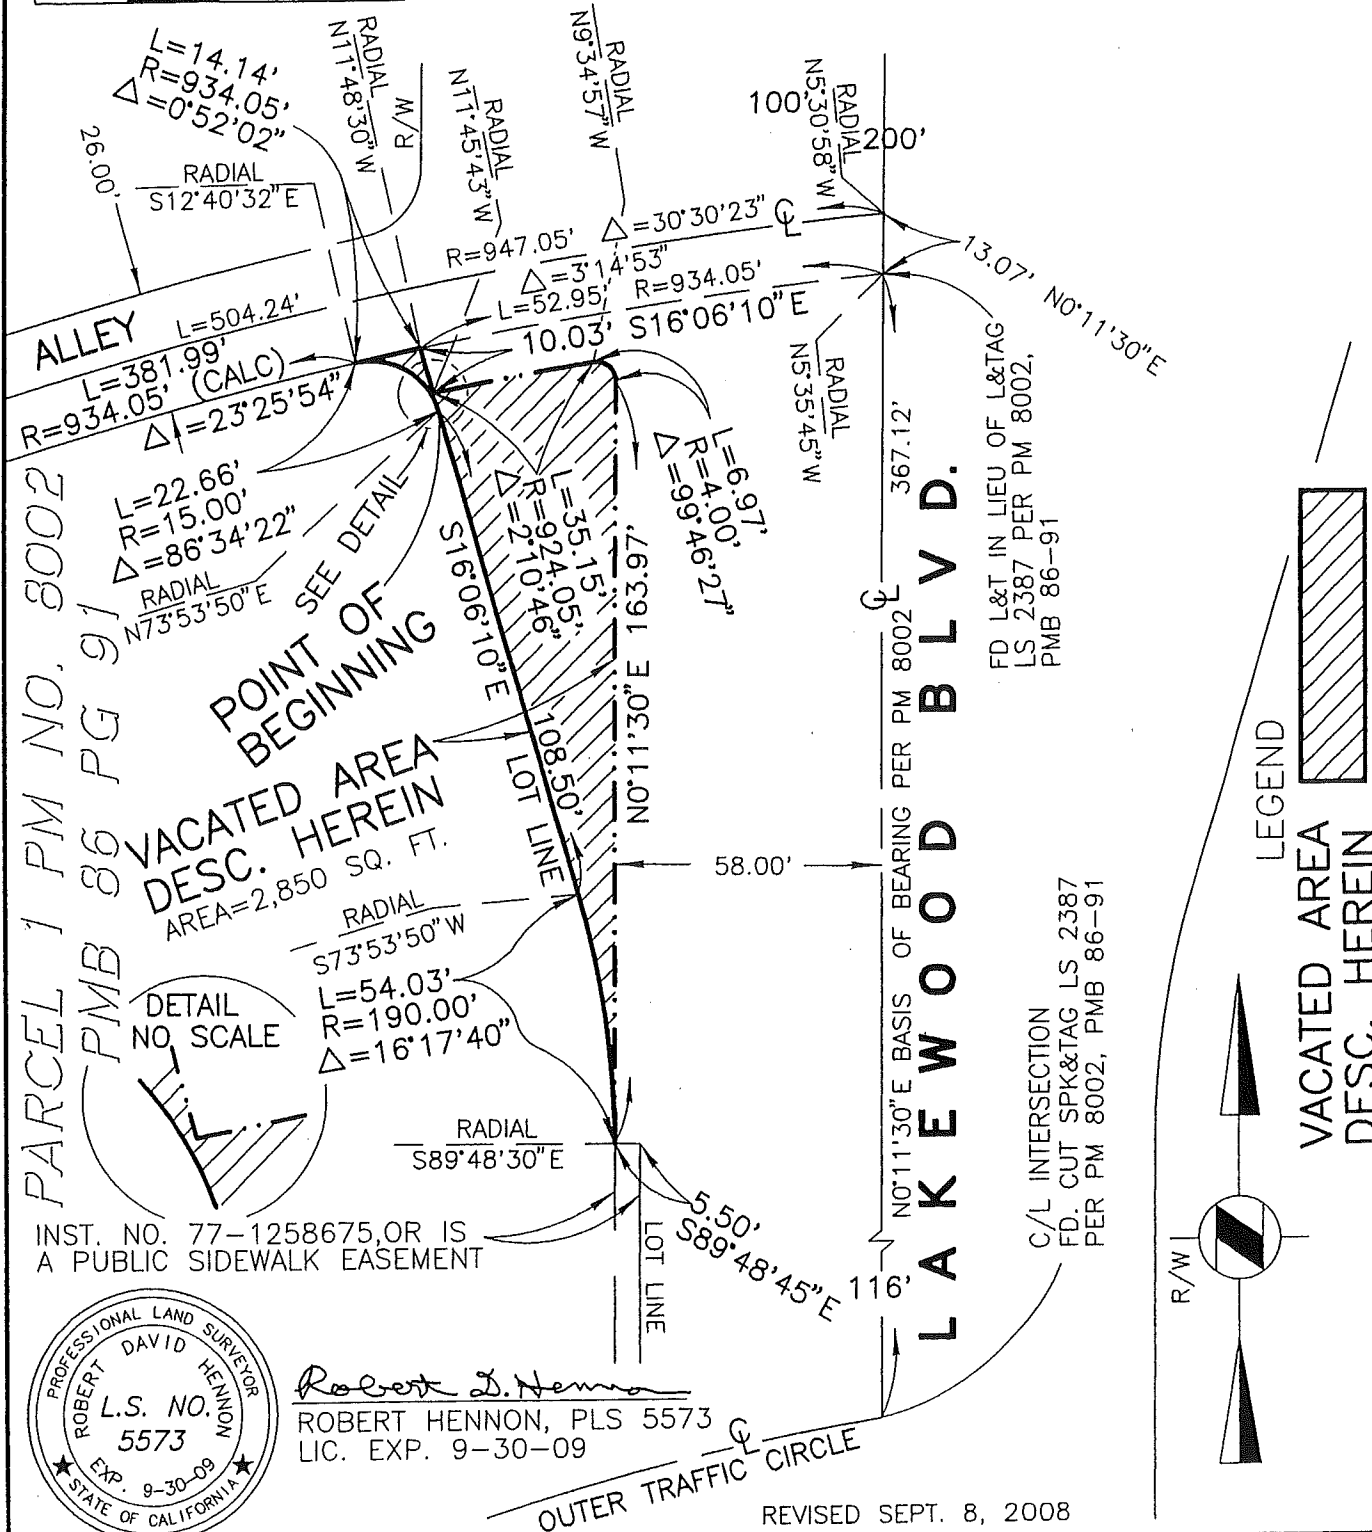 L=14.14'
R=934.05'
Δ=0°52'02"
RADIAL
N11°48'30"W
R/W
RADIAL
N11°45'43"W
RADIAL
N9°34'57"W
RADIAL
N5°30'58"W
100'
200'
26.00'
RADIAL
S12°40'32"E
R=947.05'
Δ=30°30'23"
℄
Δ=3°14'53"
L=52.95'
R=934.05'
10.03'
S16°06'10"E
13.07' N0°11'30"E
ALLEY
L=504.24'
L=381.99'
R=934.05' (CALC)
Δ=23°25'54"
RADIAL
N5°35'45"W
367.12'
FD L&T IN LIEU OF L&TAG
LS 2387 PER PM 8002,
PMB 86-91
L=6.97'
R=4.00'
Δ=99°46'27"
L=35.15'
R=924.05'
Δ=2°10'46"
L=22.66'
R=15.00'
Δ=86°34'22"
RADIAL
N73°53'50"E
SEE DETAIL
POINT OF
BEGINNING
S16°06'10"E
108.50'
LOT LINE
N0°11'30"E 163.97'
PARCEL 1 PM NO. 8002
PMB 86 PG 91
VACATED AREA
DESC. HEREIN
AREA=2,850 SQ. FT.
58.00'
℄
N0°11'30"E BASIS OF BEARING PER PM 8002
LAKEWOOD BLVD.
RADIAL
S73°53'50"W
L=54.03'
R=190.00'
Δ=16°17'40"
DETAIL
NO SCALE
RADIAL
S89°48'30"E
5.50'
S89°48'45"E
LOT LINE
116'
INST. NO. 77-1258675,OR IS
A PUBLIC SIDEWALK EASEMENT
C/L INTERSECTION
FD. CUT SPK&TAG LS 2387
PER PM 8002, PMB 86-91
R/W
LEGEND
VACATED AREA
DESC. HEREIN
PROFESSIONAL LAND SURVEYOR
ROBERT DAVID HENNON
L.S. NO.
5573
EXP. 9-30-09
STATE OF CALIFORNIA
Robert D. Hennon
ROBERT HENNON, PLS 5573
LIC. EXP. 9-30-09
℄
OUTER TRAFFIC CIRCLE
REVISED SEPT. 8, 2008